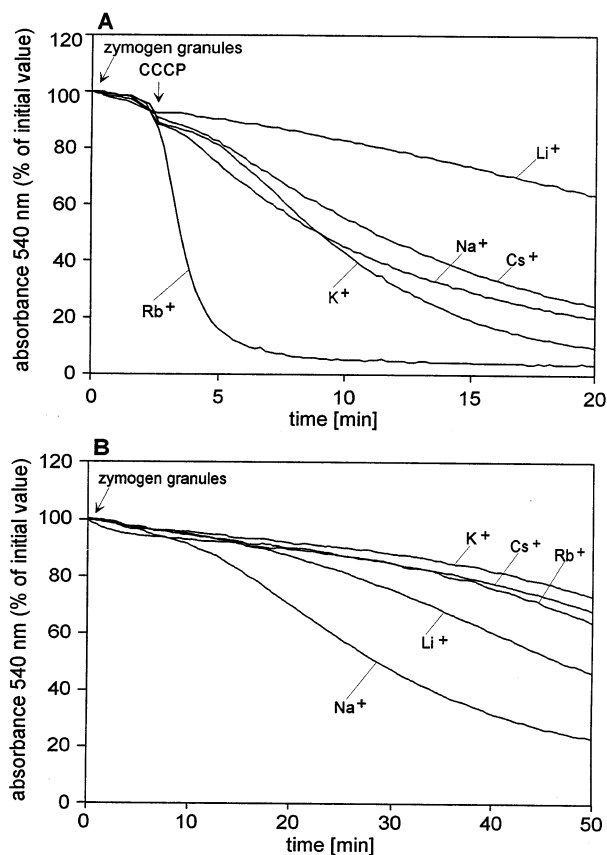 A
120
zymogen granules
CCCP
100
80
60
40
20
0
absorbance 540 nm (% of initial value)
Li+
Na+
Cs+
K+
Rb+
0 5 10 15 20
time [min]
B
120
zymogen granules
100
80
60
40
20
0
absorbance 540 nm (% of initial value)
K+
Cs+
Rb+
Li+
Na+
0 10 20 30 40 50
time [min]